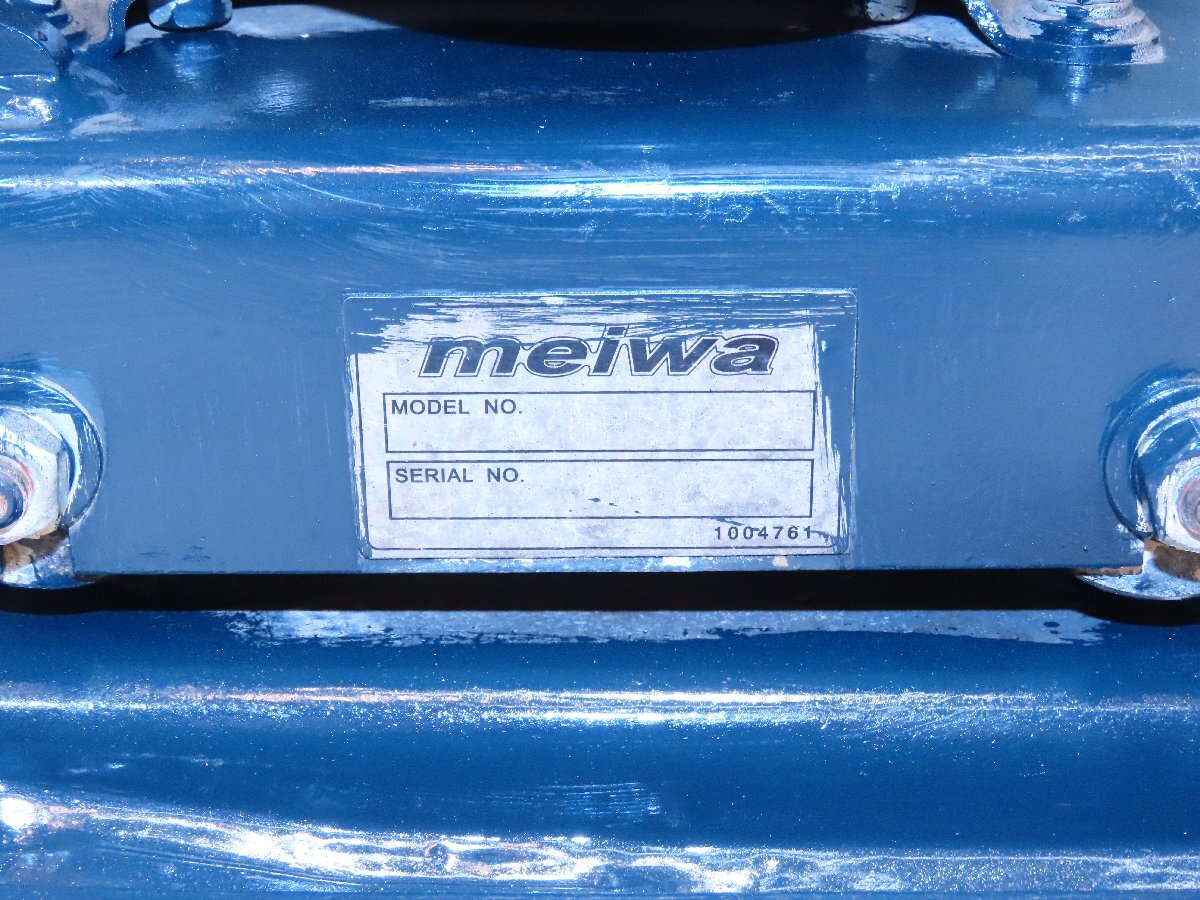 meiwa
MODEL NO.
SERIAL NO.
1004761